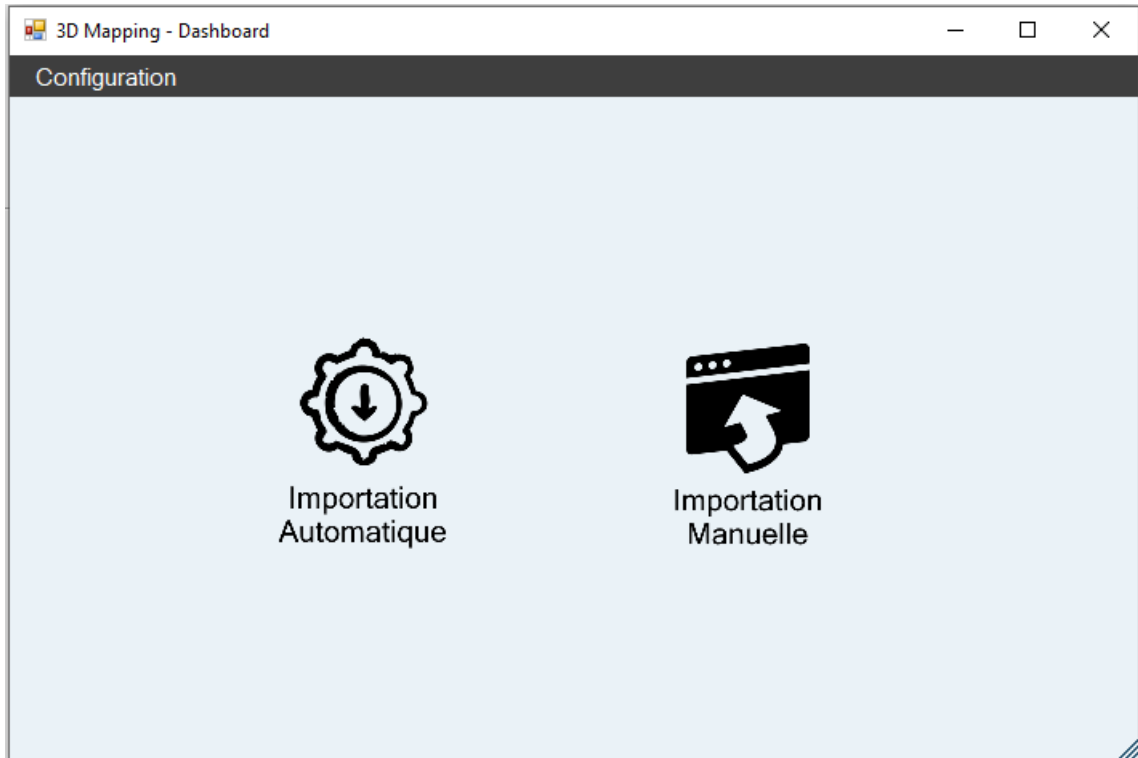 3D Mapping - Dashboard
Configuration
Importation
Automatique
Importation
Manuelle